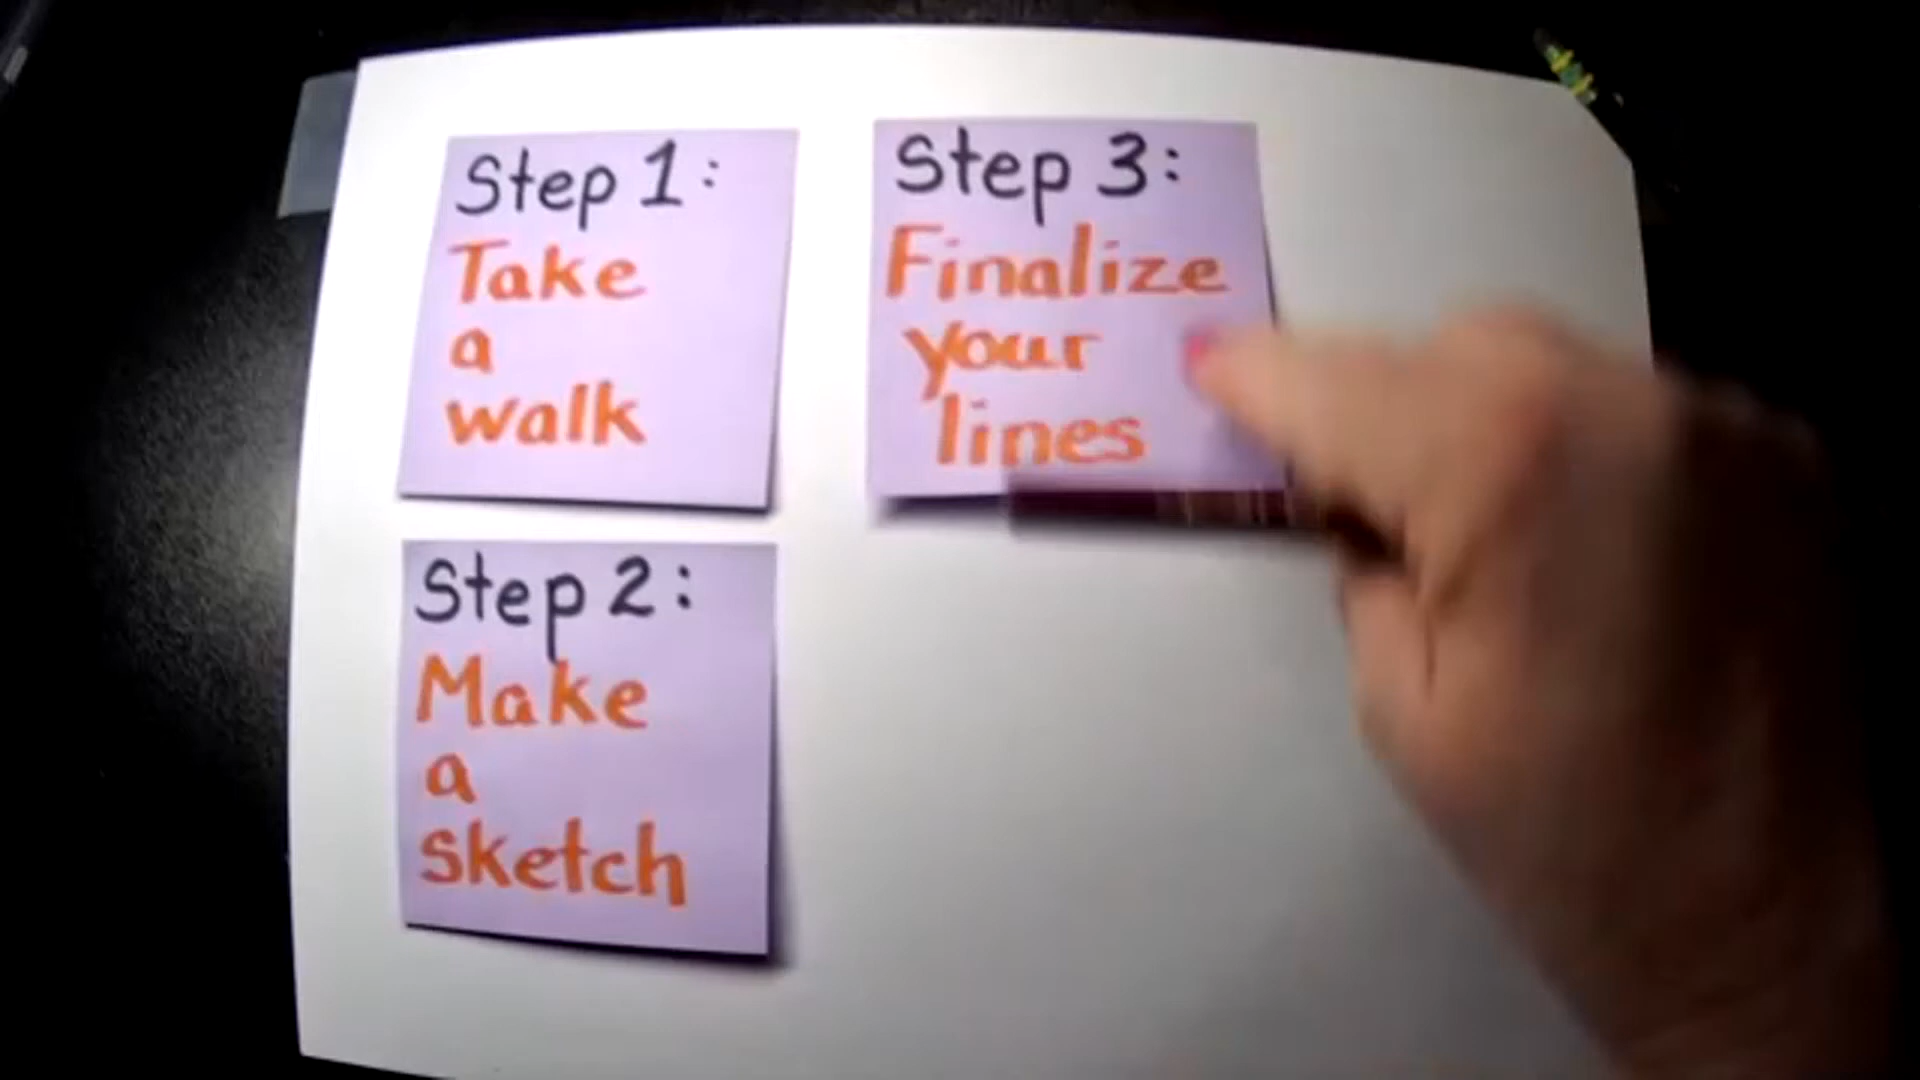 Step 1:
Take
a
walk
Step 2:
Make
a
sketch
Step 3:
Finalize
your
lines